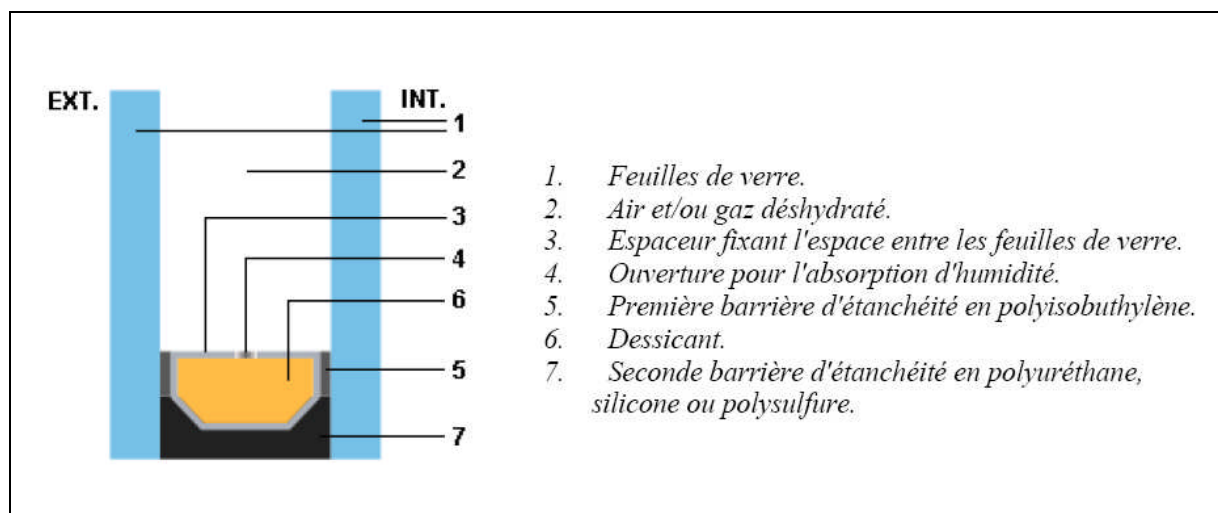 EXT.
INT.
1
2
3
4
6
5
7
1. Feuilles de verre.
2. Air et/ou gaz déshydraté.
3. Espaceur fixant l'espace entre les feuilles de verre.
4. Ouverture pour l'absorption d'humidité.
5. Première barrière d'étanchéité en polyisobuthylène.
6. Dessicant.
7. Seconde barrière d'étanchéité en polyuréthane,
silicone ou polysulfure.